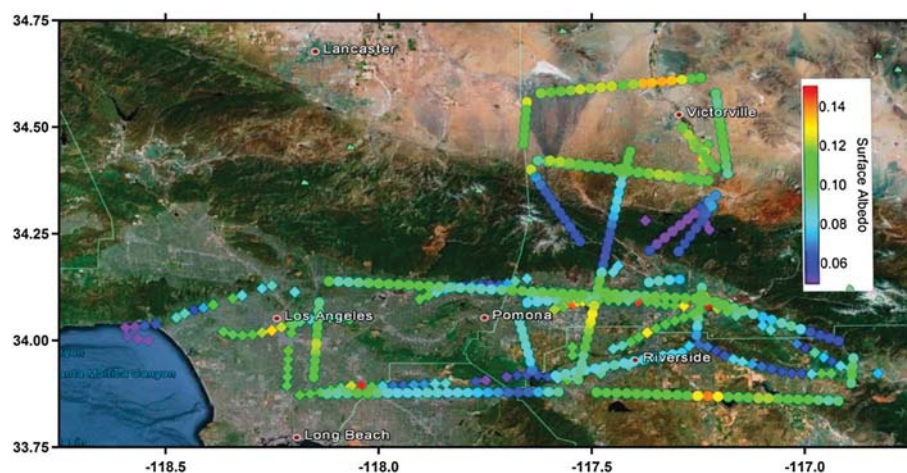 34.75
34.50
34.25
34.00
33.75
Lancaster
Victorville
Los Angeles
Pomona
Riverside
Long Beach
0.14
0.12
0.10
0.08
0.06
Surface Albedo
-118.5
-118.0
-117.5
-117.0